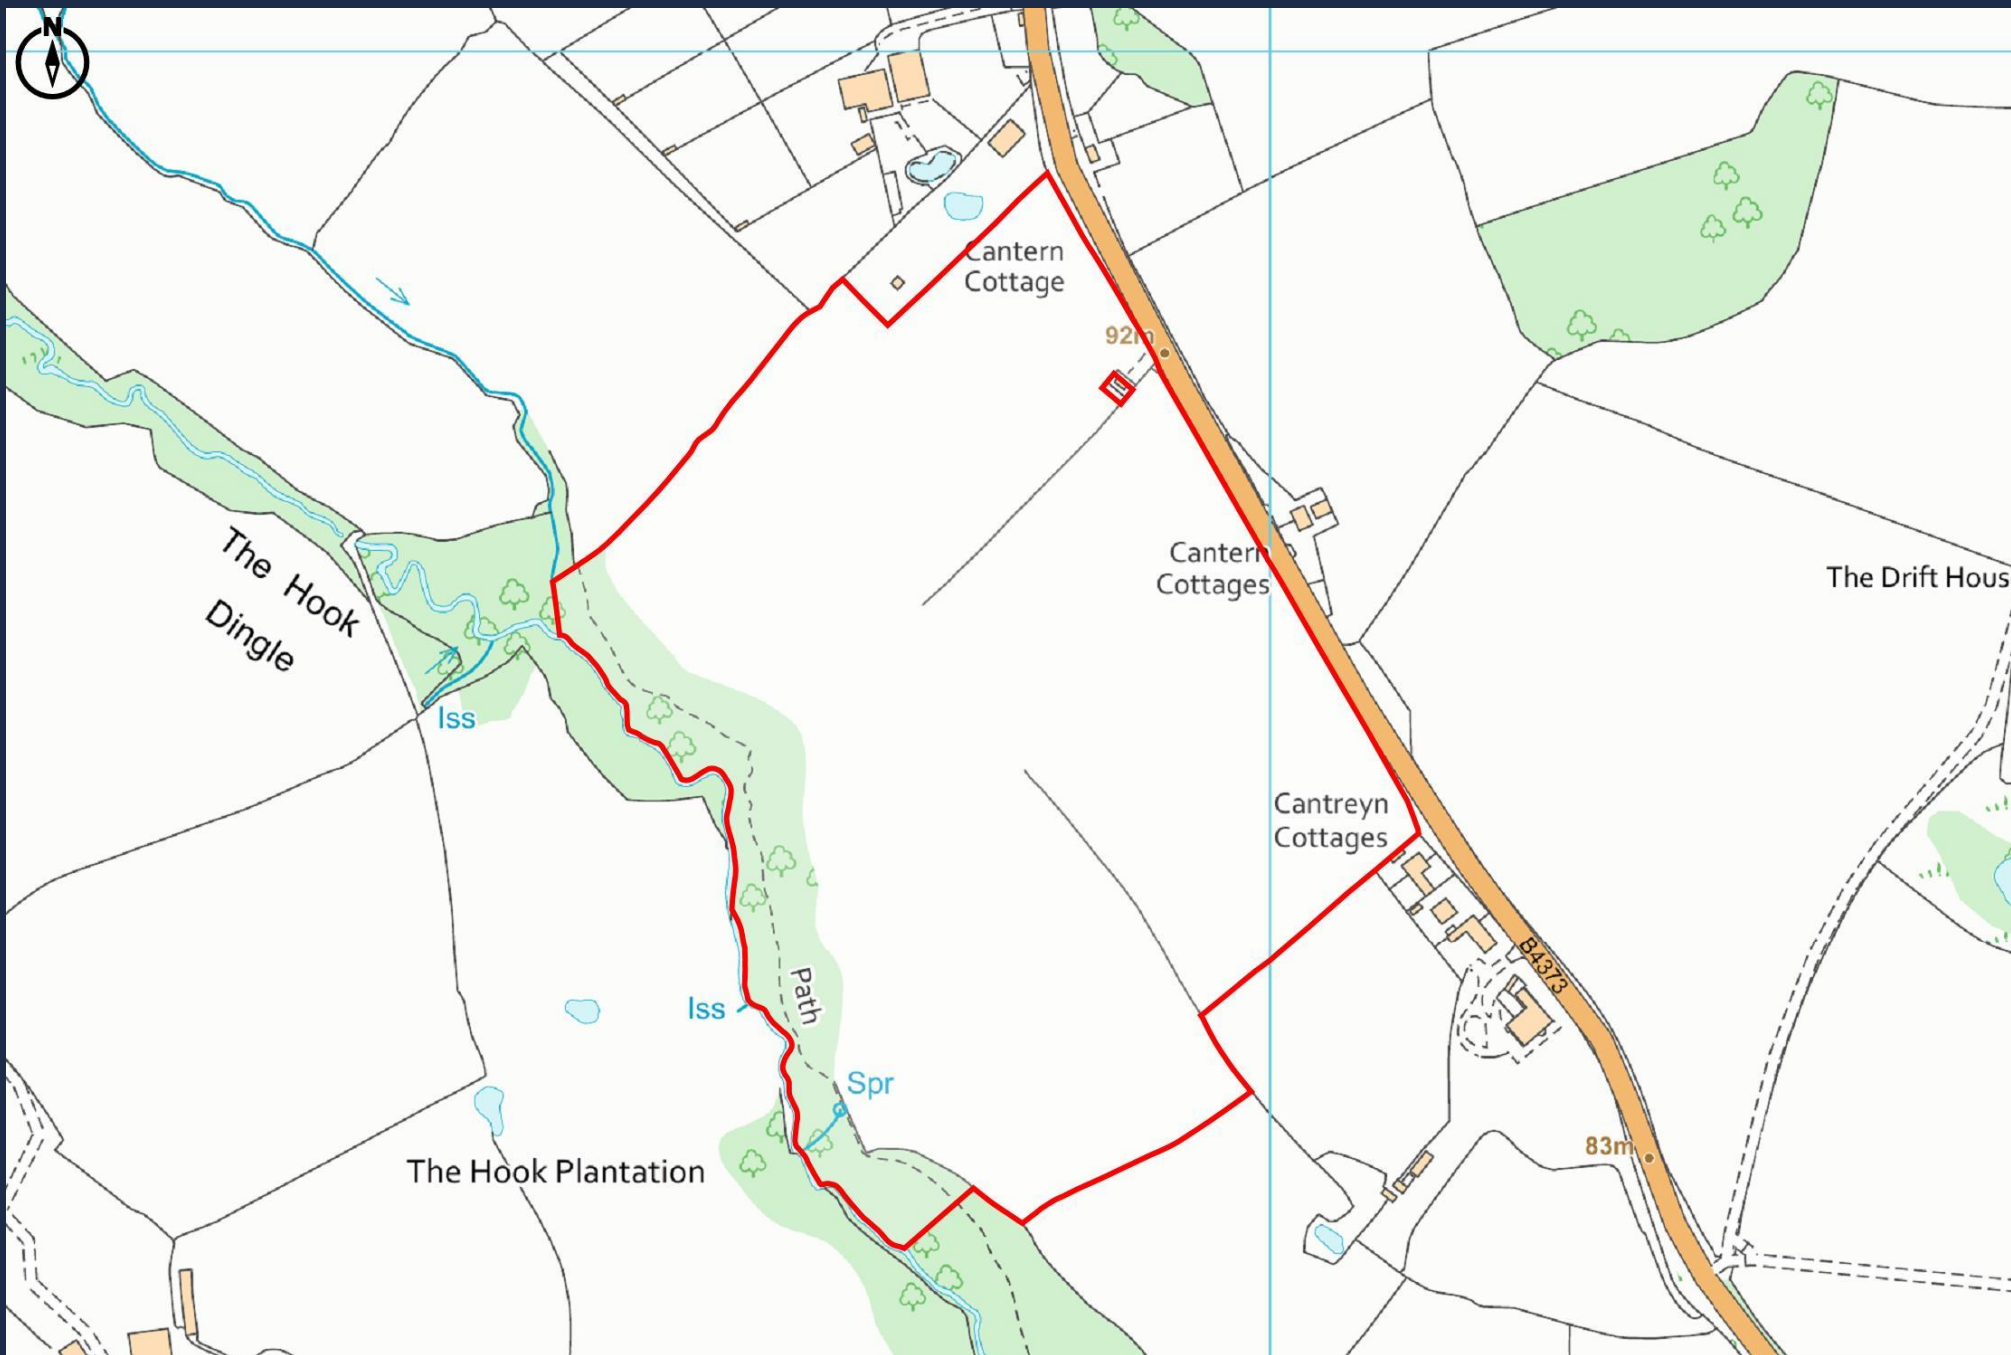 N
Cantern
Cottage
92m
The Hook
Dingle
Cantern
Cottages
The Drift Hous
Iss
Cantreyn
Cottages
B4373
Path
Iss
Spr
83m
The Hook Plantation